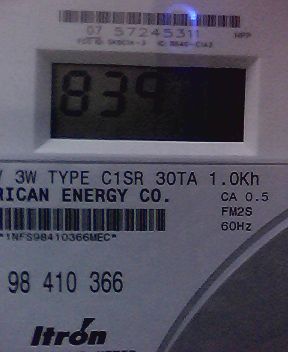 07 57245311 NPP
839
V 3W TYPE C1SR 30TA 1.0Kh
RICAN ENERGY CO. CA 0.5
FM2S
60Hz
*1NFS98410366MEC*
98 410 366
Itron